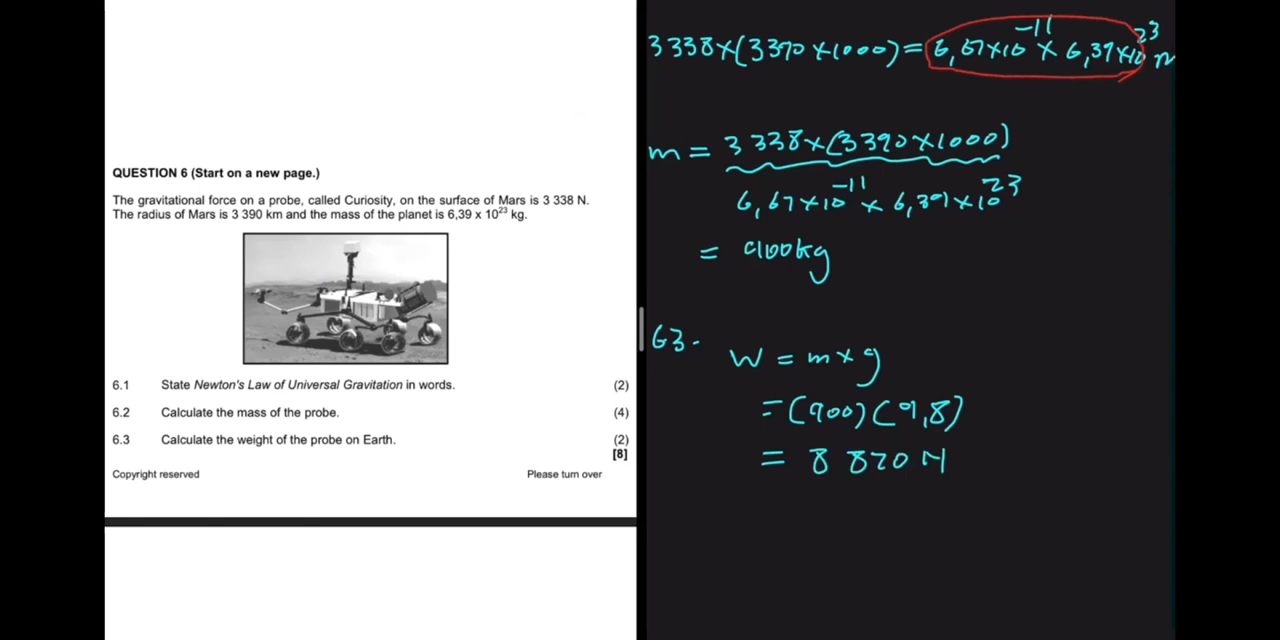 QUESTION 6 (Start on a new page.)
The gravitational force on a probe, called Curiosity, on the surface of Mars is 3 338 N.
The radius of Mars is 3 390 km and the mass of the planet is 6,39 x 10²³ kg.
6.1 State Newton's Law of Universal Gravitation in words. (2)
6.2 Calculate the mass of the probe. (4)
6.3 Calculate the weight of the probe on Earth. (2)
[8]
Copyright reserved Please turn over
3338×(3390×1000) = 6,67×10⁻¹¹ × 6,39×10²³ m
m = 3338×(3390×1000)
6,67×10⁻¹¹ × 6,39×10²³
= 900kg
63.
W = m×g
= (900)(9,8)
= 8 820 N